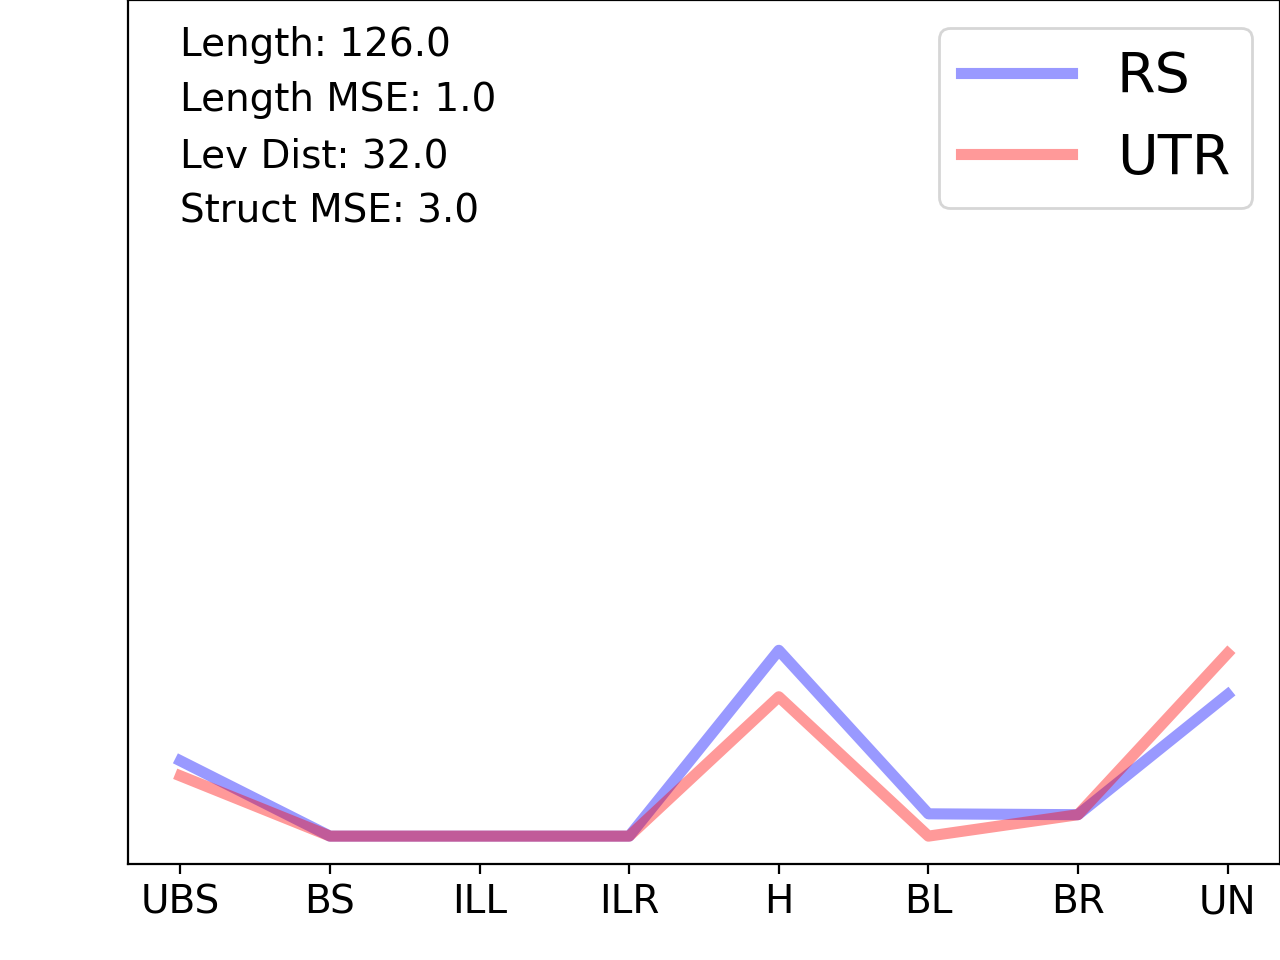 Length: 126.0
Length MSE: 1.0
Lev Dist: 32.0
Struct MSE: 3.0
RS
UTR
UBS BS ILL ILR H BL BR UN